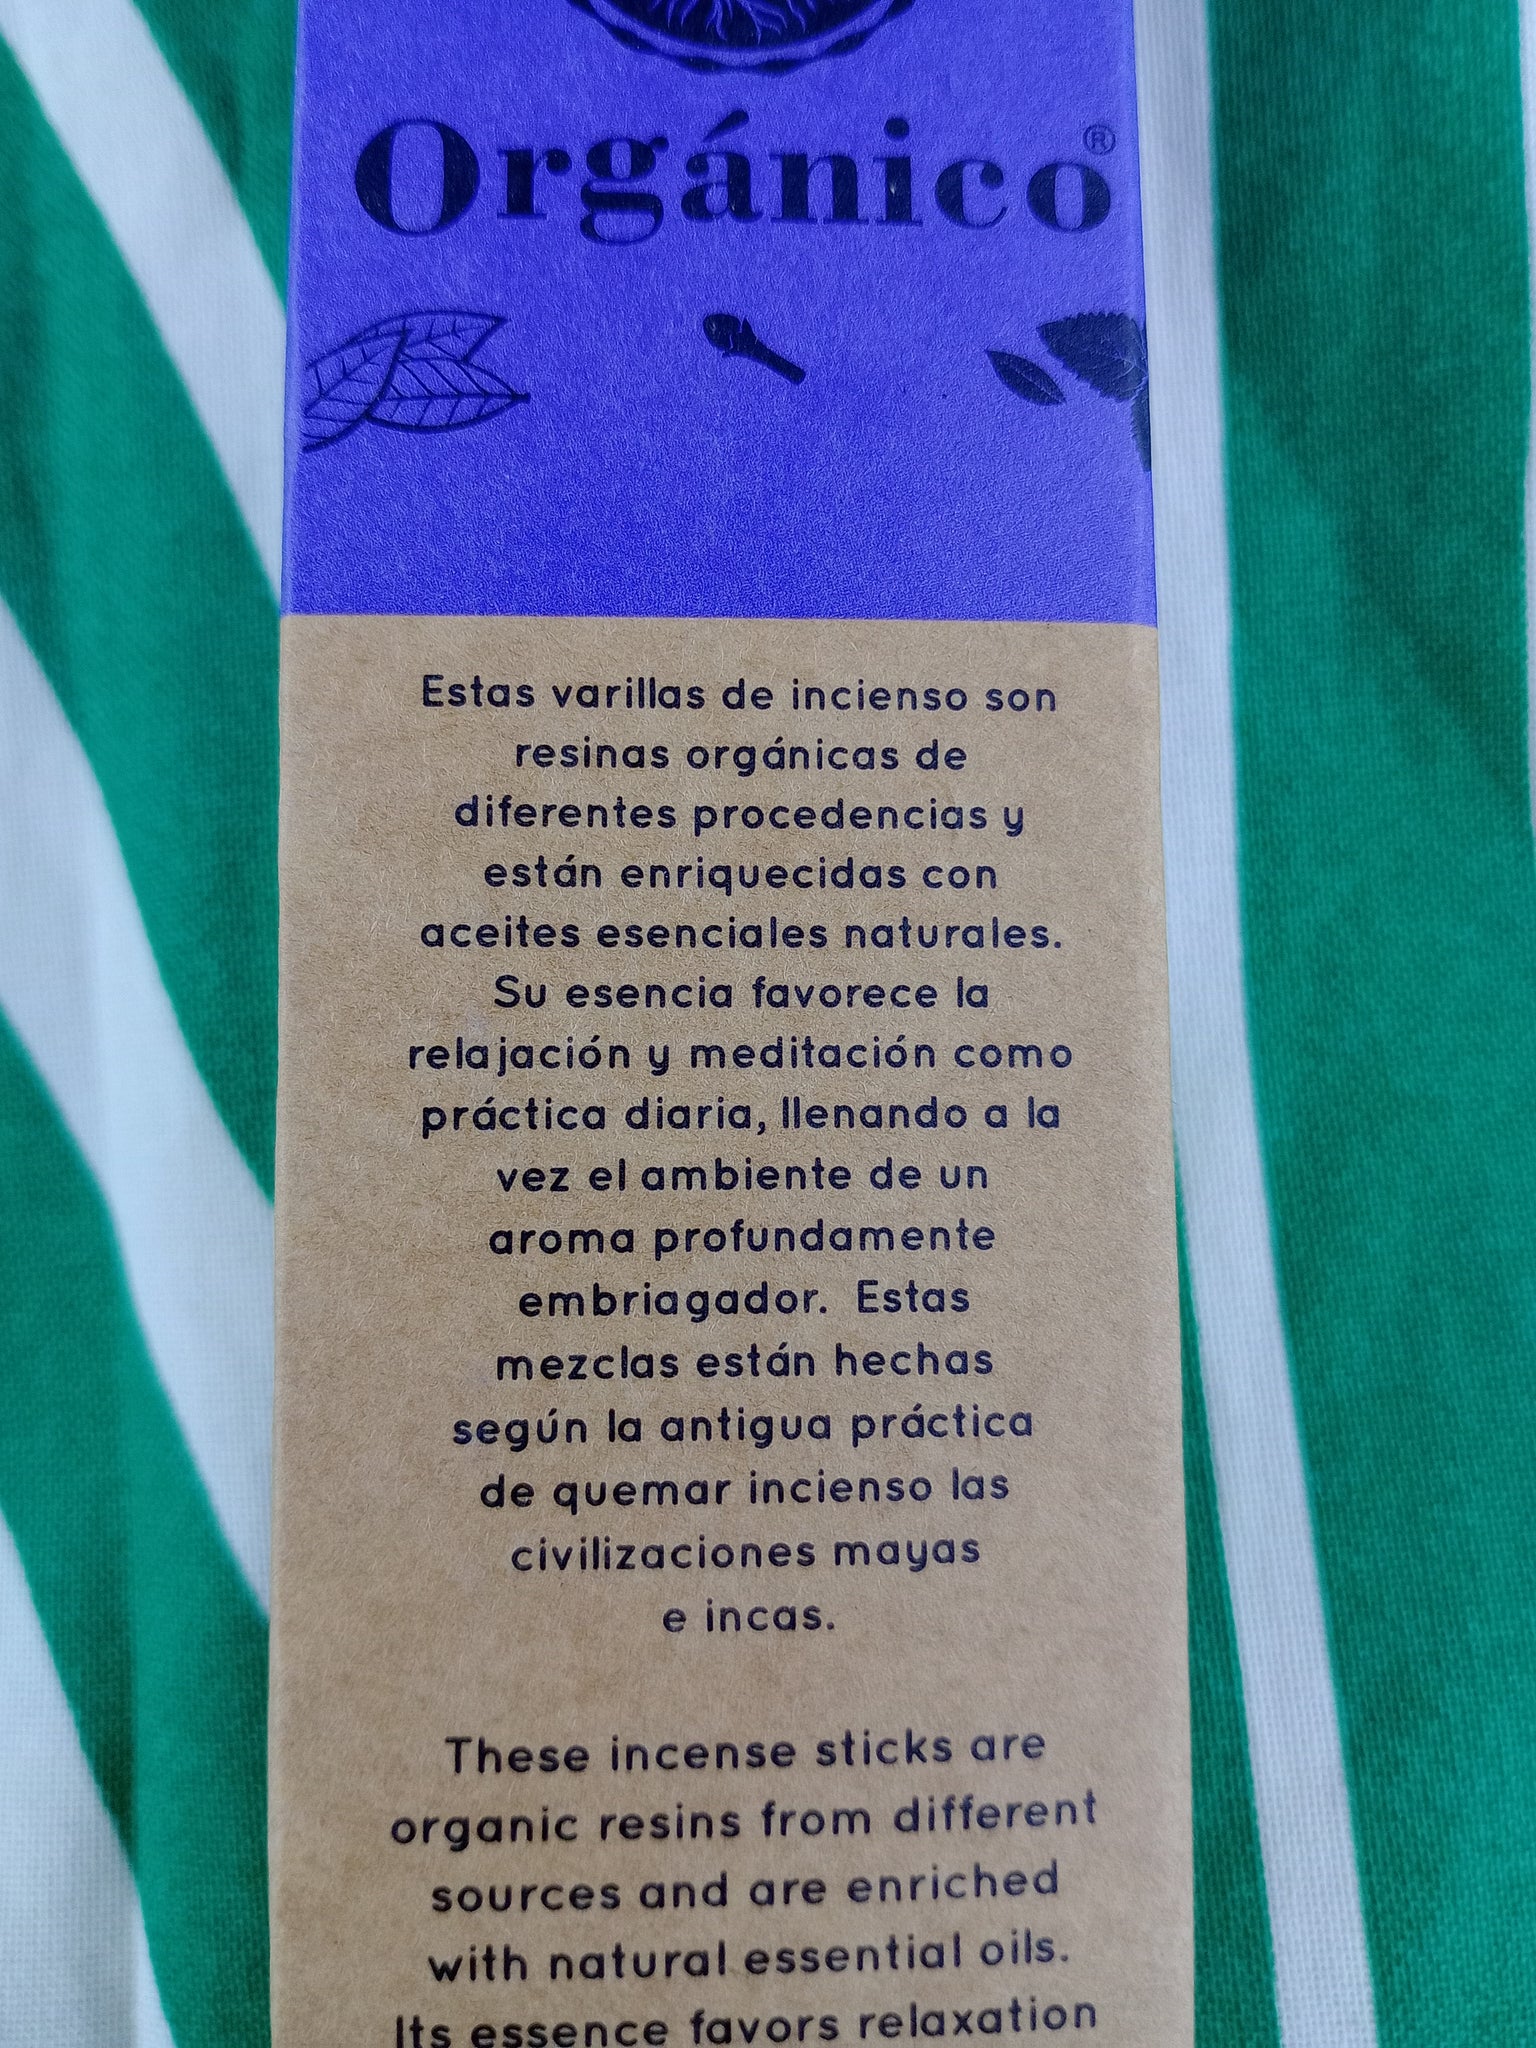 Orgánico®
Estas varillas de incienso son
resinas orgánicas de
diferentes procedencias y
están enriquecidas con
aceites esenciales naturales.
Su esencia favorece la
relajación y meditación como
práctica diaria, llenando a la
vez el ambiente de un
aroma profundamente
embriagador. Estas
mezclas están hechas
según la antigua práctica
de quemar incienso las
civilizaciones mayas
e incas.
These incense sticks are
organic resins from different
sources and are enriched
with natural essential oils.
Its essence favors relaxation